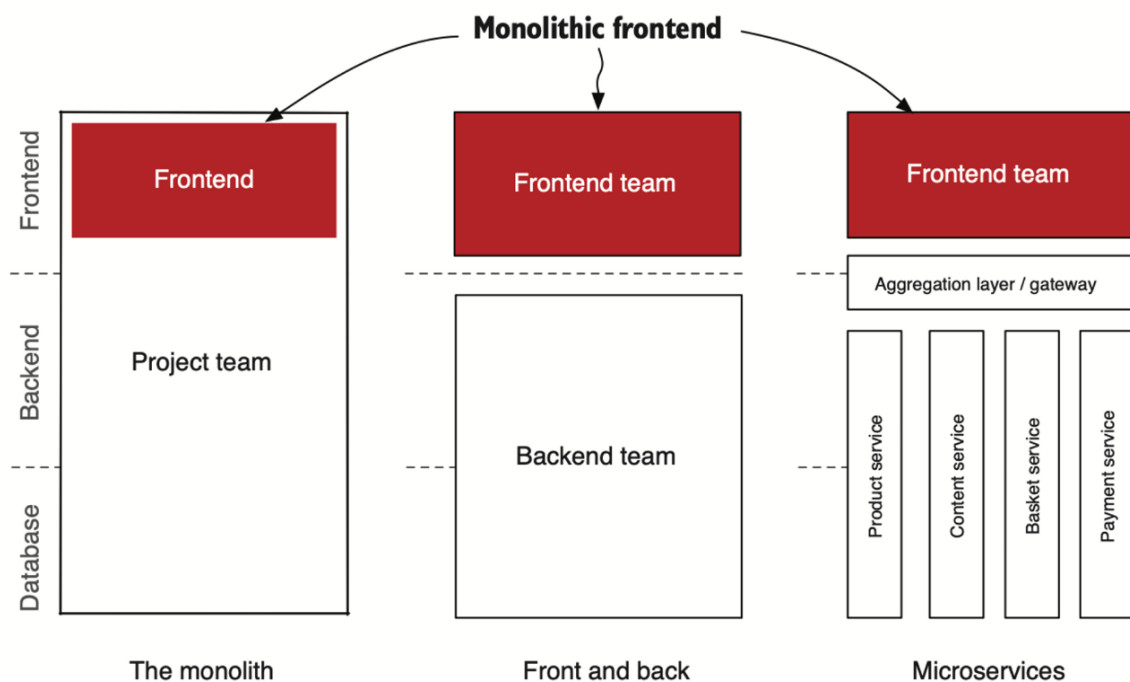 Monolithic frontend
Frontend
Backend
Database
Frontend
Project team
The monolith
Frontend team
Backend team
Front and back
Frontend team
Aggregation layer / gateway
Product service
Content service
Basket service
Payment service
Microservices